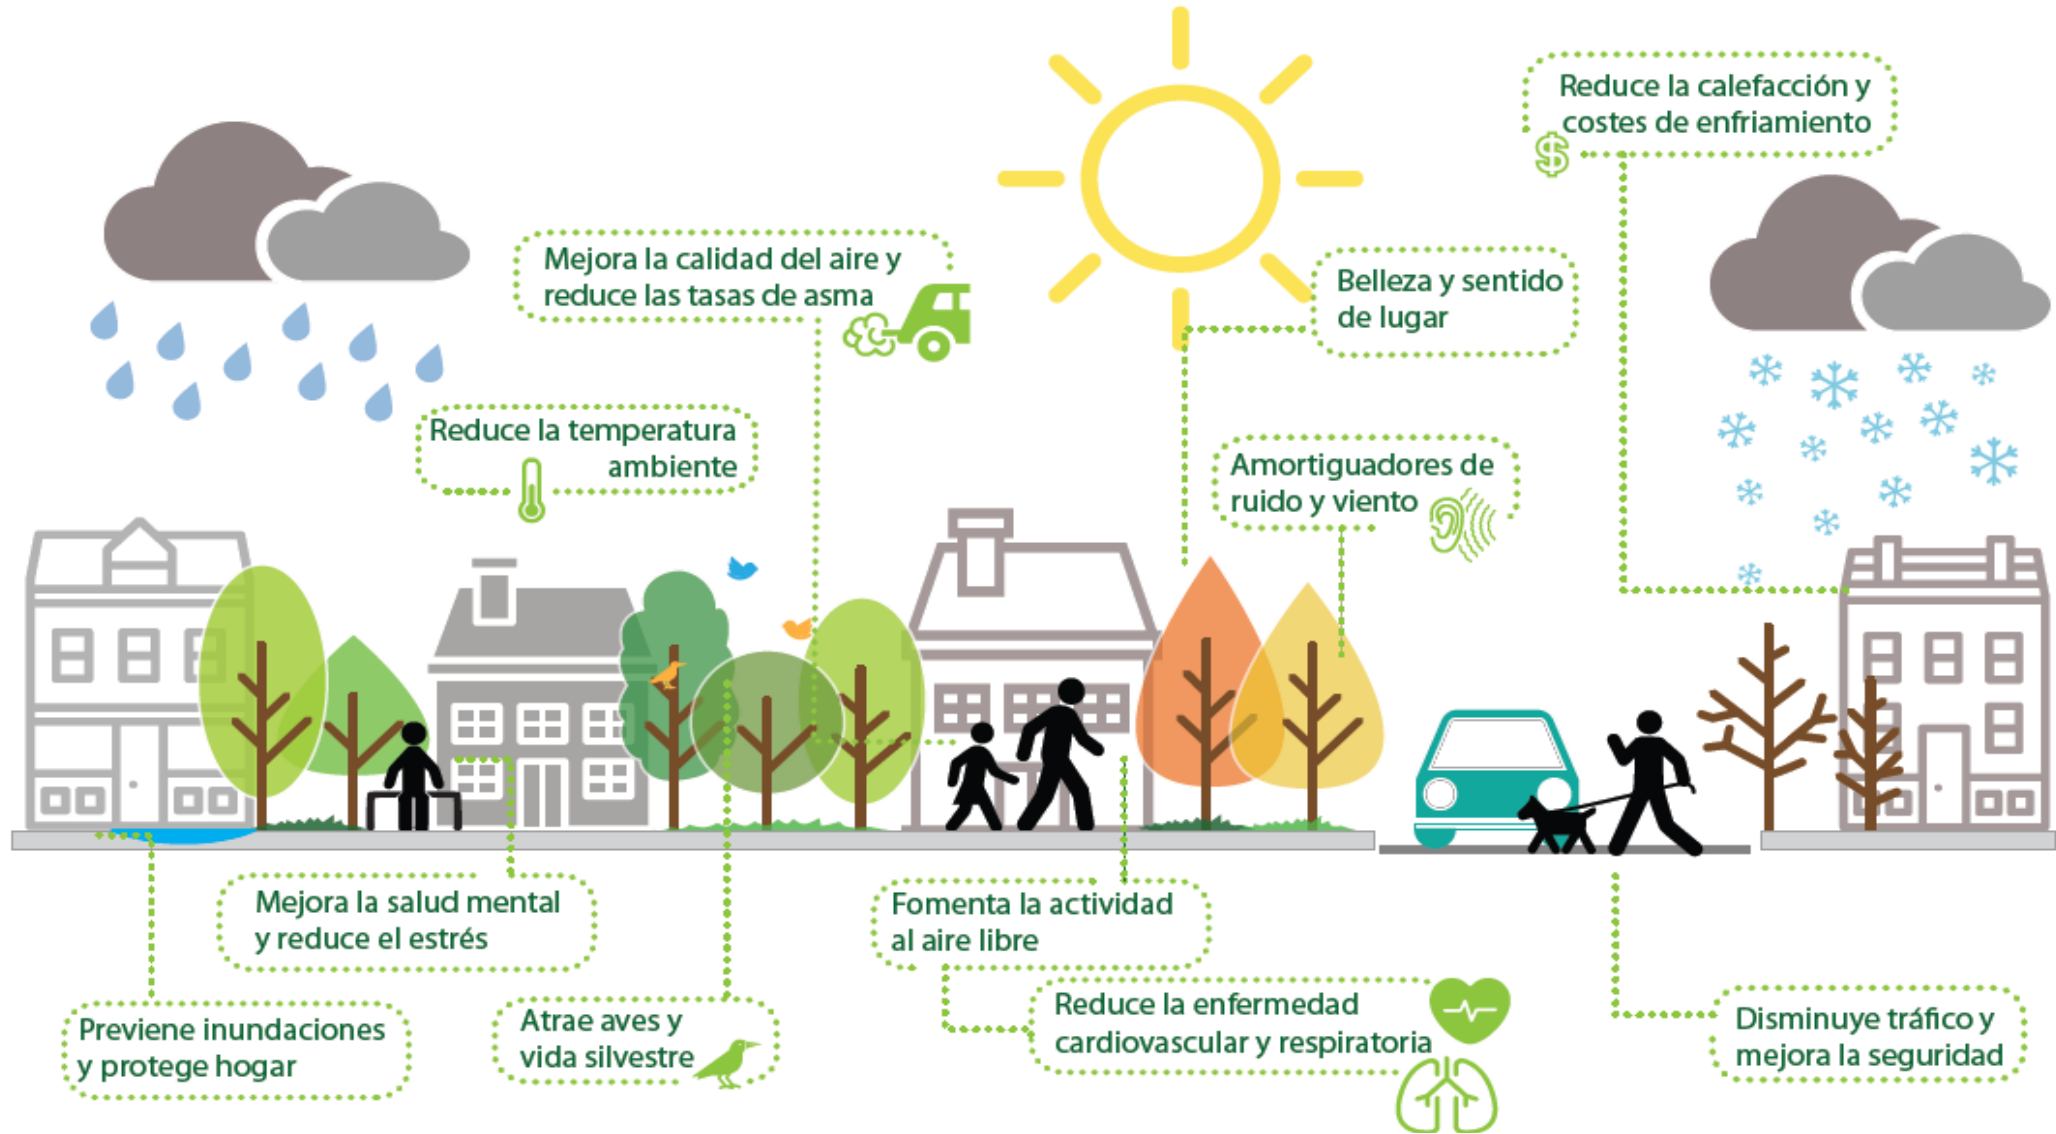 Reduce la calefacción y
costes de enfriamiento
Mejora la calidad del aire y
reduce las tasas de asma
Belleza y sentido
de lugar
Reduce la temperatura
ambiente
Amortiguadores de
ruido y viento
Mejora la salud mental
y reduce el estrés
Fomenta la actividad
al aire libre
Previene inundaciones
y protege hogar
Atrae aves y
vida silvestre
Reduce la enfermedad
cardiovascular y respiratoria
Disminuye tráfico y
mejora la seguridad